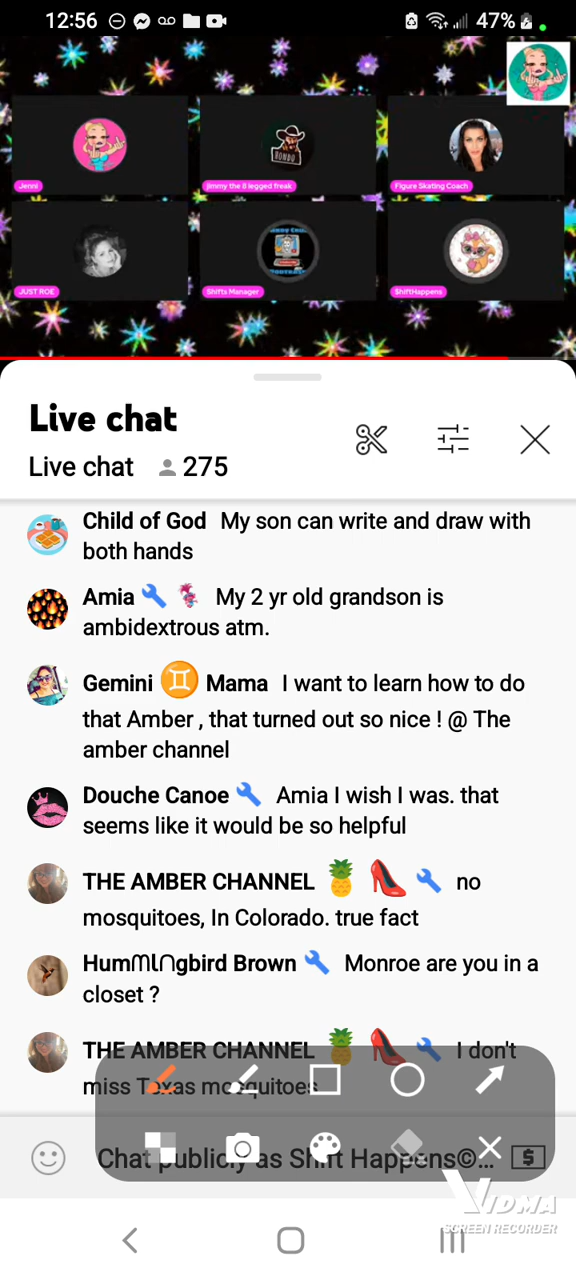 12:56 47%
Jenni
HONDO
jimmy the 8 legged freak
Figure Skating Coach
JUST ROE
Shifts Manager
ShiftHappens
Live chat
Live chat 275
Child of God My son can write and draw with
both hands
Amia My 2 yr old grandson is
ambidextrous atm.
Gemini ♊ Mama I want to learn how to do
that Amber , that turned out so nice ! @ The
amber channel
Douche Canoe Amia I wish I was. that
seems like it would be so helpful
THE AMBER CHANNEL 🍍 👠 no
mosquitoes, In Colorado. true fact
HumᗰᙏᑎgbirdBrown Monroe are you in a
closet ?
THE AMBER CHANNEL 🍍 👠 I don't
miss Texas mosquitoes
Chat publicly as Shift Happens©...
VIDMA
SCREEN RECORDER